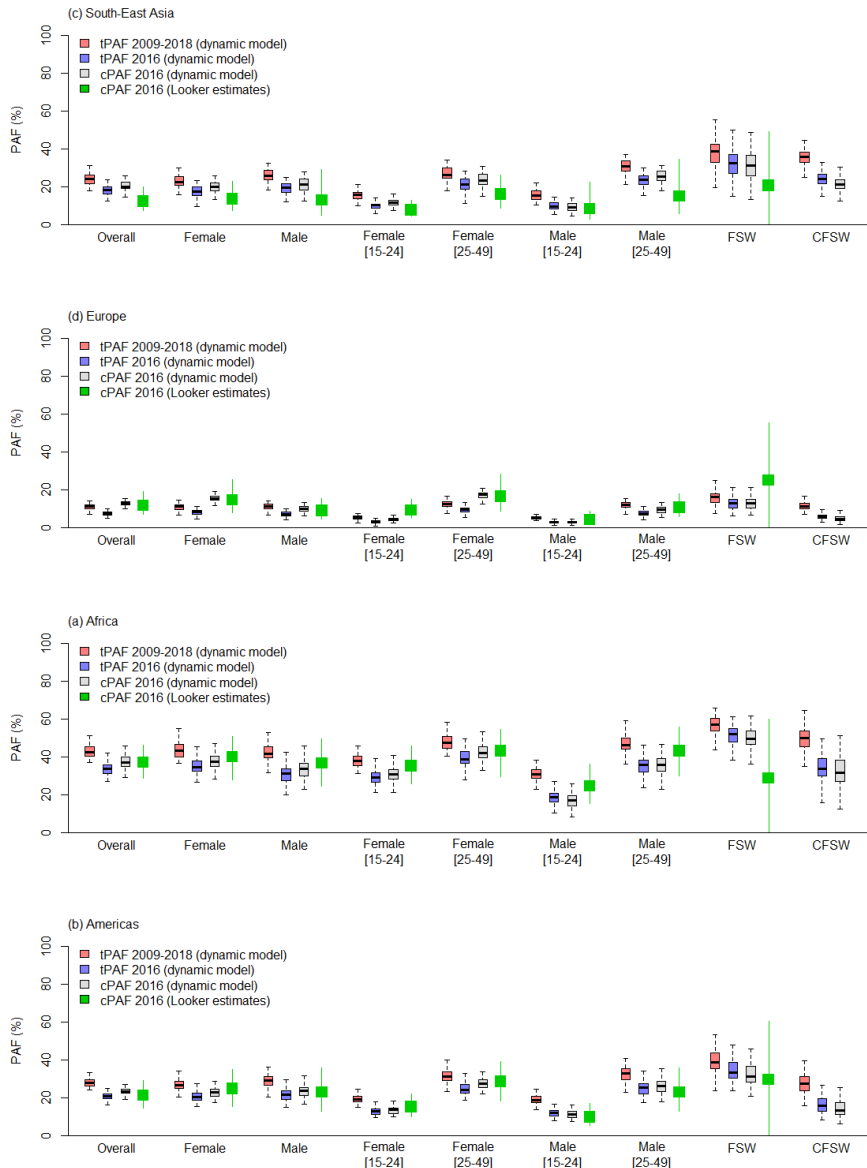 (c) South-East Asia
tPAF 2009-2018 (dynamic model)
tPAF 2016 (dynamic model)
cPAF 2016 (dynamic model)
cPAF 2016 (Looker estimates)
PAF (%)
100
80
60
40
20
0
Overall Female Male Female [15-24] Female [25-49] Male [15-24] Male [25-49] FSW CFSW
(d) Europe
tPAF 2009-2018 (dynamic model)
tPAF 2016 (dynamic model)
cPAF 2016 (dynamic model)
cPAF 2016 (Looker estimates)
PAF (%)
100
80
60
40
20
0
Overall Female Male Female [15-24] Female [25-49] Male [15-24] Male [25-49] FSW CFSW
(a) Africa
tPAF 2009-2018 (dynamic model)
tPAF 2016 (dynamic model)
cPAF 2016 (dynamic model)
cPAF 2016 (Looker estimates)
PAF (%)
100
80
60
40
20
0
Overall Female Male Female [15-24] Female [25-49] Male [15-24] Male [25-49] FSW CFSW
(b) Americas
tPAF 2009-2018 (dynamic model)
tPAF 2016 (dynamic model)
cPAF 2016 (dynamic model)
cPAF 2016 (Looker estimates)
PAF (%)
100
80
60
40
20
0
Overall Female Male Female [15-24] Female [25-49] Male [15-24] Male [25-49] FSW CFSW